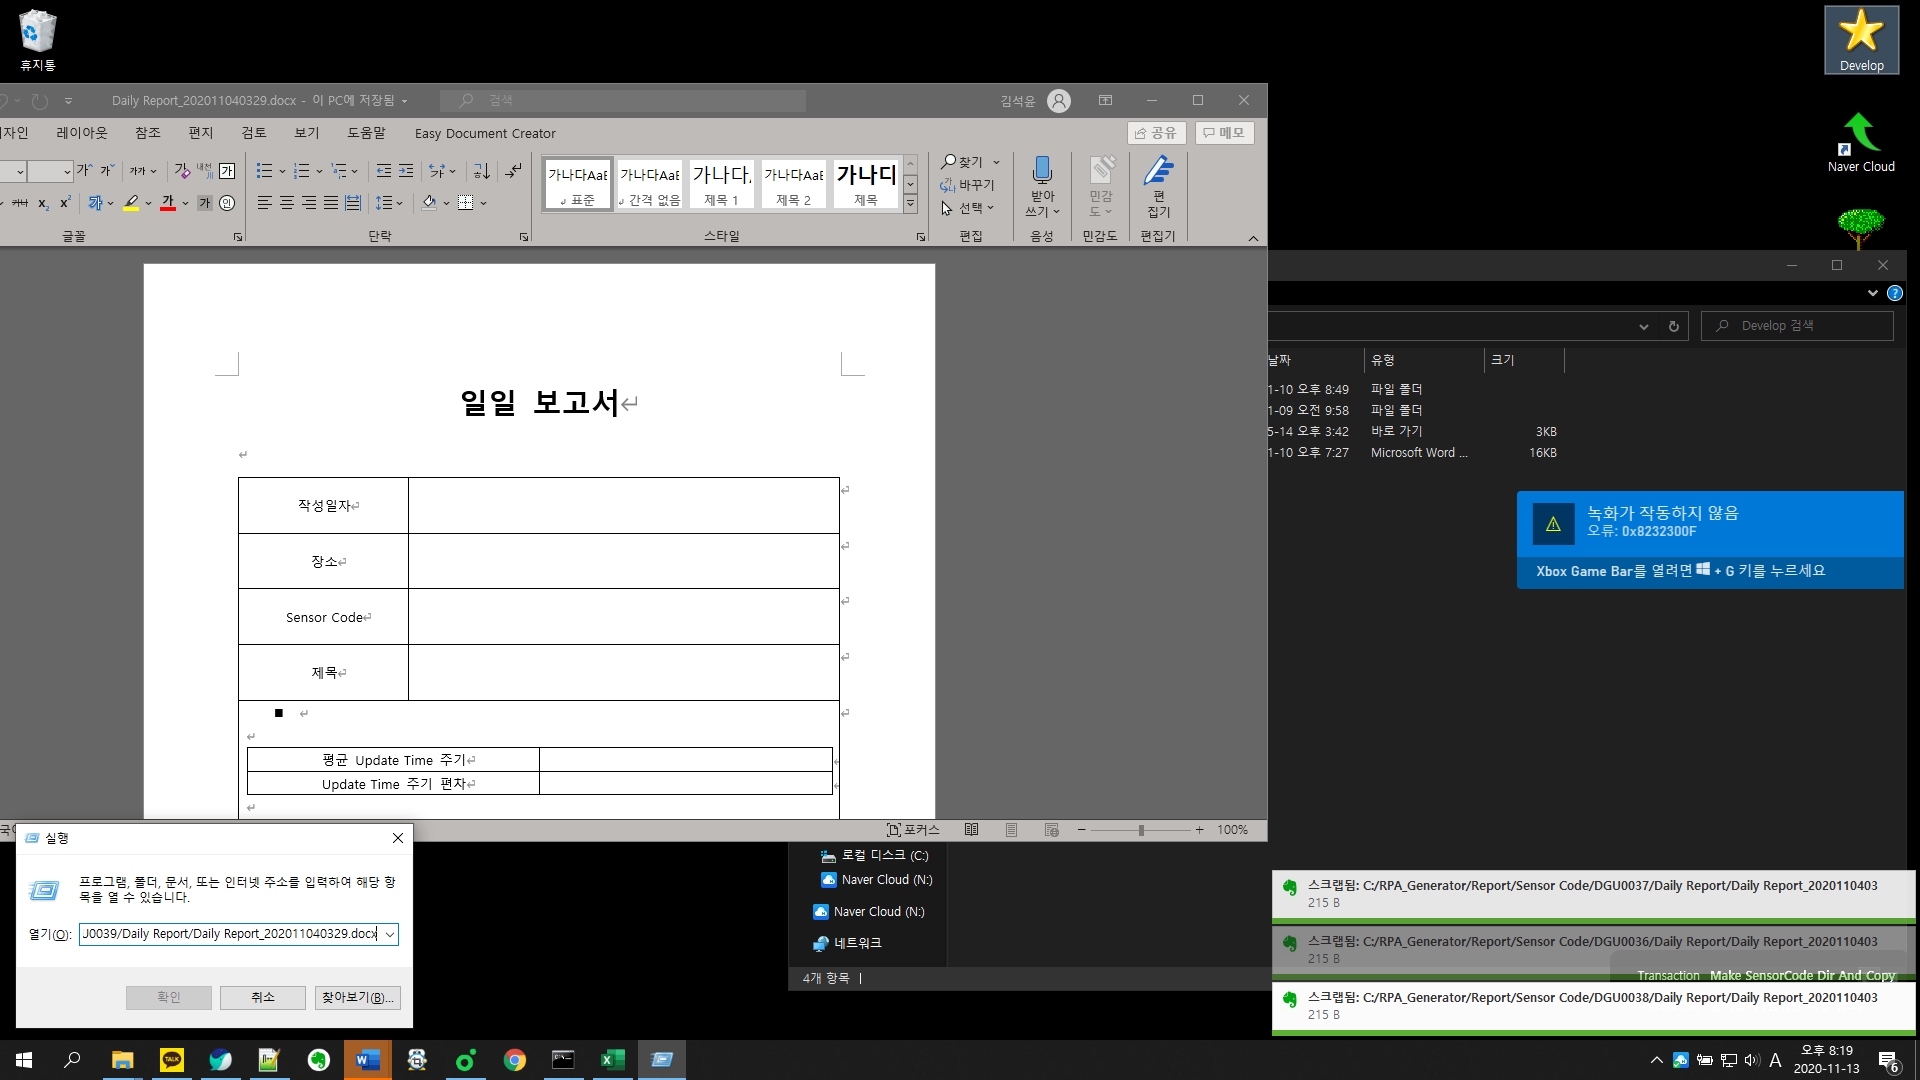 휴지통
Develop
Naver Cloud
Daily Report_202011040329.docx - 이 PC에 저장됨
검색
김석윤
레이아웃 참조 편지 검토 보기 도움말 Easy Document Creator
공유 메모
가나다AaB
표준
가나다AaB
간격 없음
가나다
제목 1
가나다AaB
제목 2
가나다
제목
찾기
바꾸기
선택
받아
쓰기
민감
도
편
집기
글꼴 단락 스타일 편집 음성 민감도 편집기
일일 보고서
작성일자
장소
Sensor Code
제목
평균 Update Time 주기
Update Time 주기 편차
포커스
100%
Develop 검색
날짜 유형 크기
1-10 오후 8:49 파일 폴더
1-09 오전 9:58 파일 폴더
5-14 오후 3:42 바로 가기 3KB
1-10 오후 7:27 Microsoft Word ... 16KB
녹화가 작동하지 않음
오류: 0x8232300F
Xbox Game Bar를 열려면 + G 키를 누르세요
로컬 디스크 (C:)
Naver Cloud (N:)
Naver Cloud (N:)
네트워크
4개 항목
실행
프로그램, 폴더, 문서, 또는 인터넷 주소를 입력하여 해당 항
목을 열 수 있습니다.
열기(O):
J0039/Daily Report/Daily Report_202011040329.docx
확인 취소 찾아보기(B)...
스크랩됨: C:/RPA_Generator/Report/Sensor Code/DGU0037/Daily Report/Daily Report_2020110403
215 B
스크랩됨: C:/RPA_Generator/Report/Sensor Code/DGU0036/Daily Report/Daily Report_2020110403
215 B
Transaction Make SensorCode Dir And Copy
스크랩됨: C:/RPA_Generator/Report/Sensor Code/DGU0038/Daily Report/Daily Report_2020110403
215 B
TALK
A
오후 8:19
2020-11-13
6